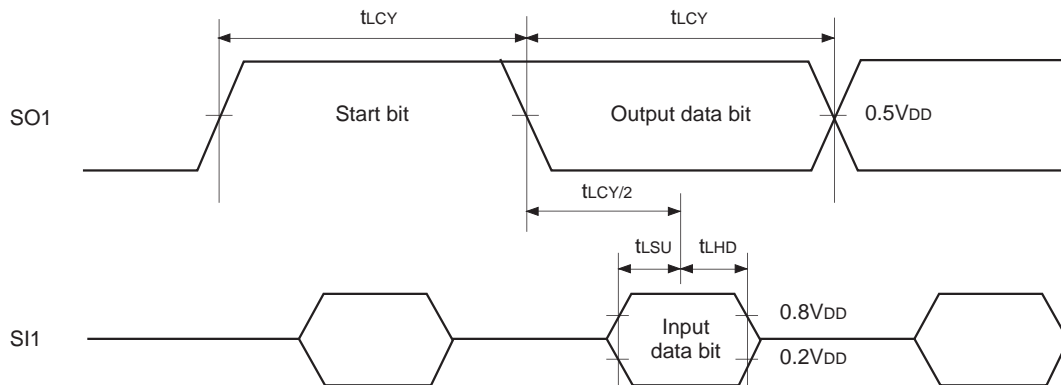 tLCY tLCY
SO1 Start bit Output data bit 0.5VDD
tLCY/2
tLSU tLHD
SI1 Input data bit 0.8VDD
0.2VDD